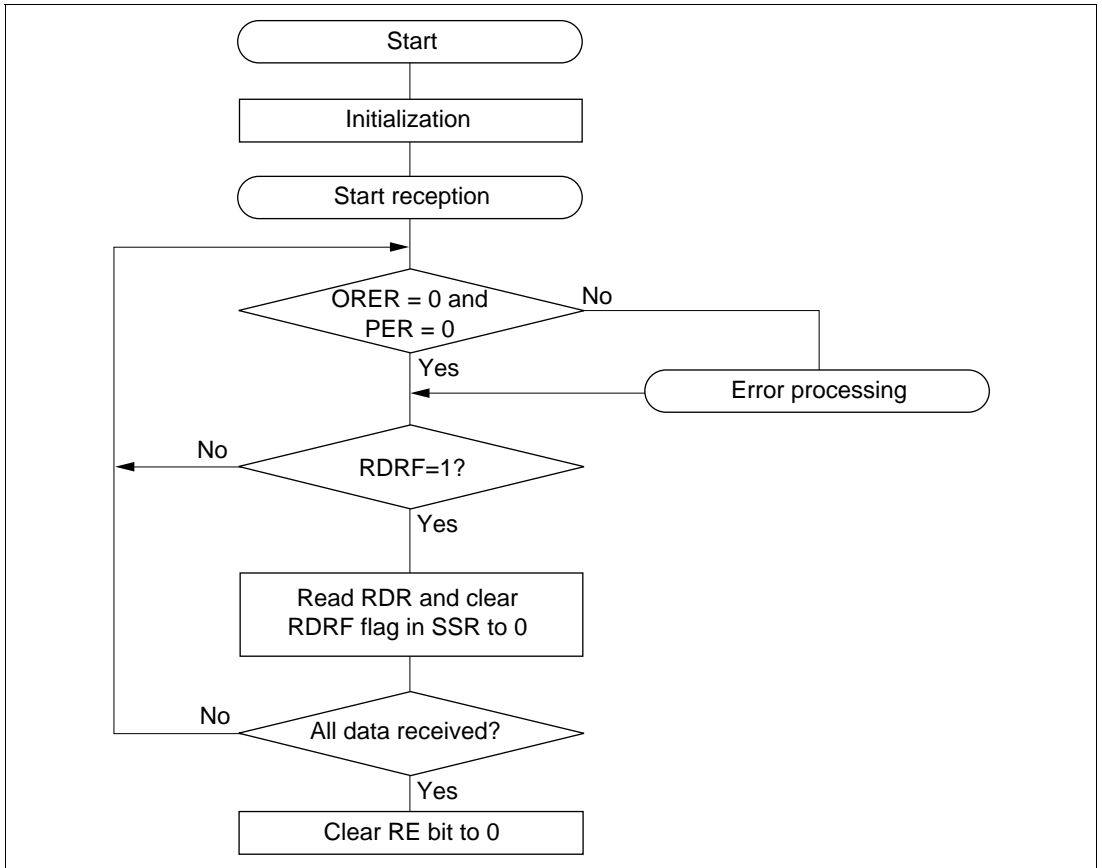 Start
Initialization
Start reception
ORER = 0 and
PER = 0
No
Yes
Error processing
No
RDRF=1?
Yes
Read RDR and clear
RDRF flag in SSR to 0
No
All data received?
Yes
Clear RE bit to 0